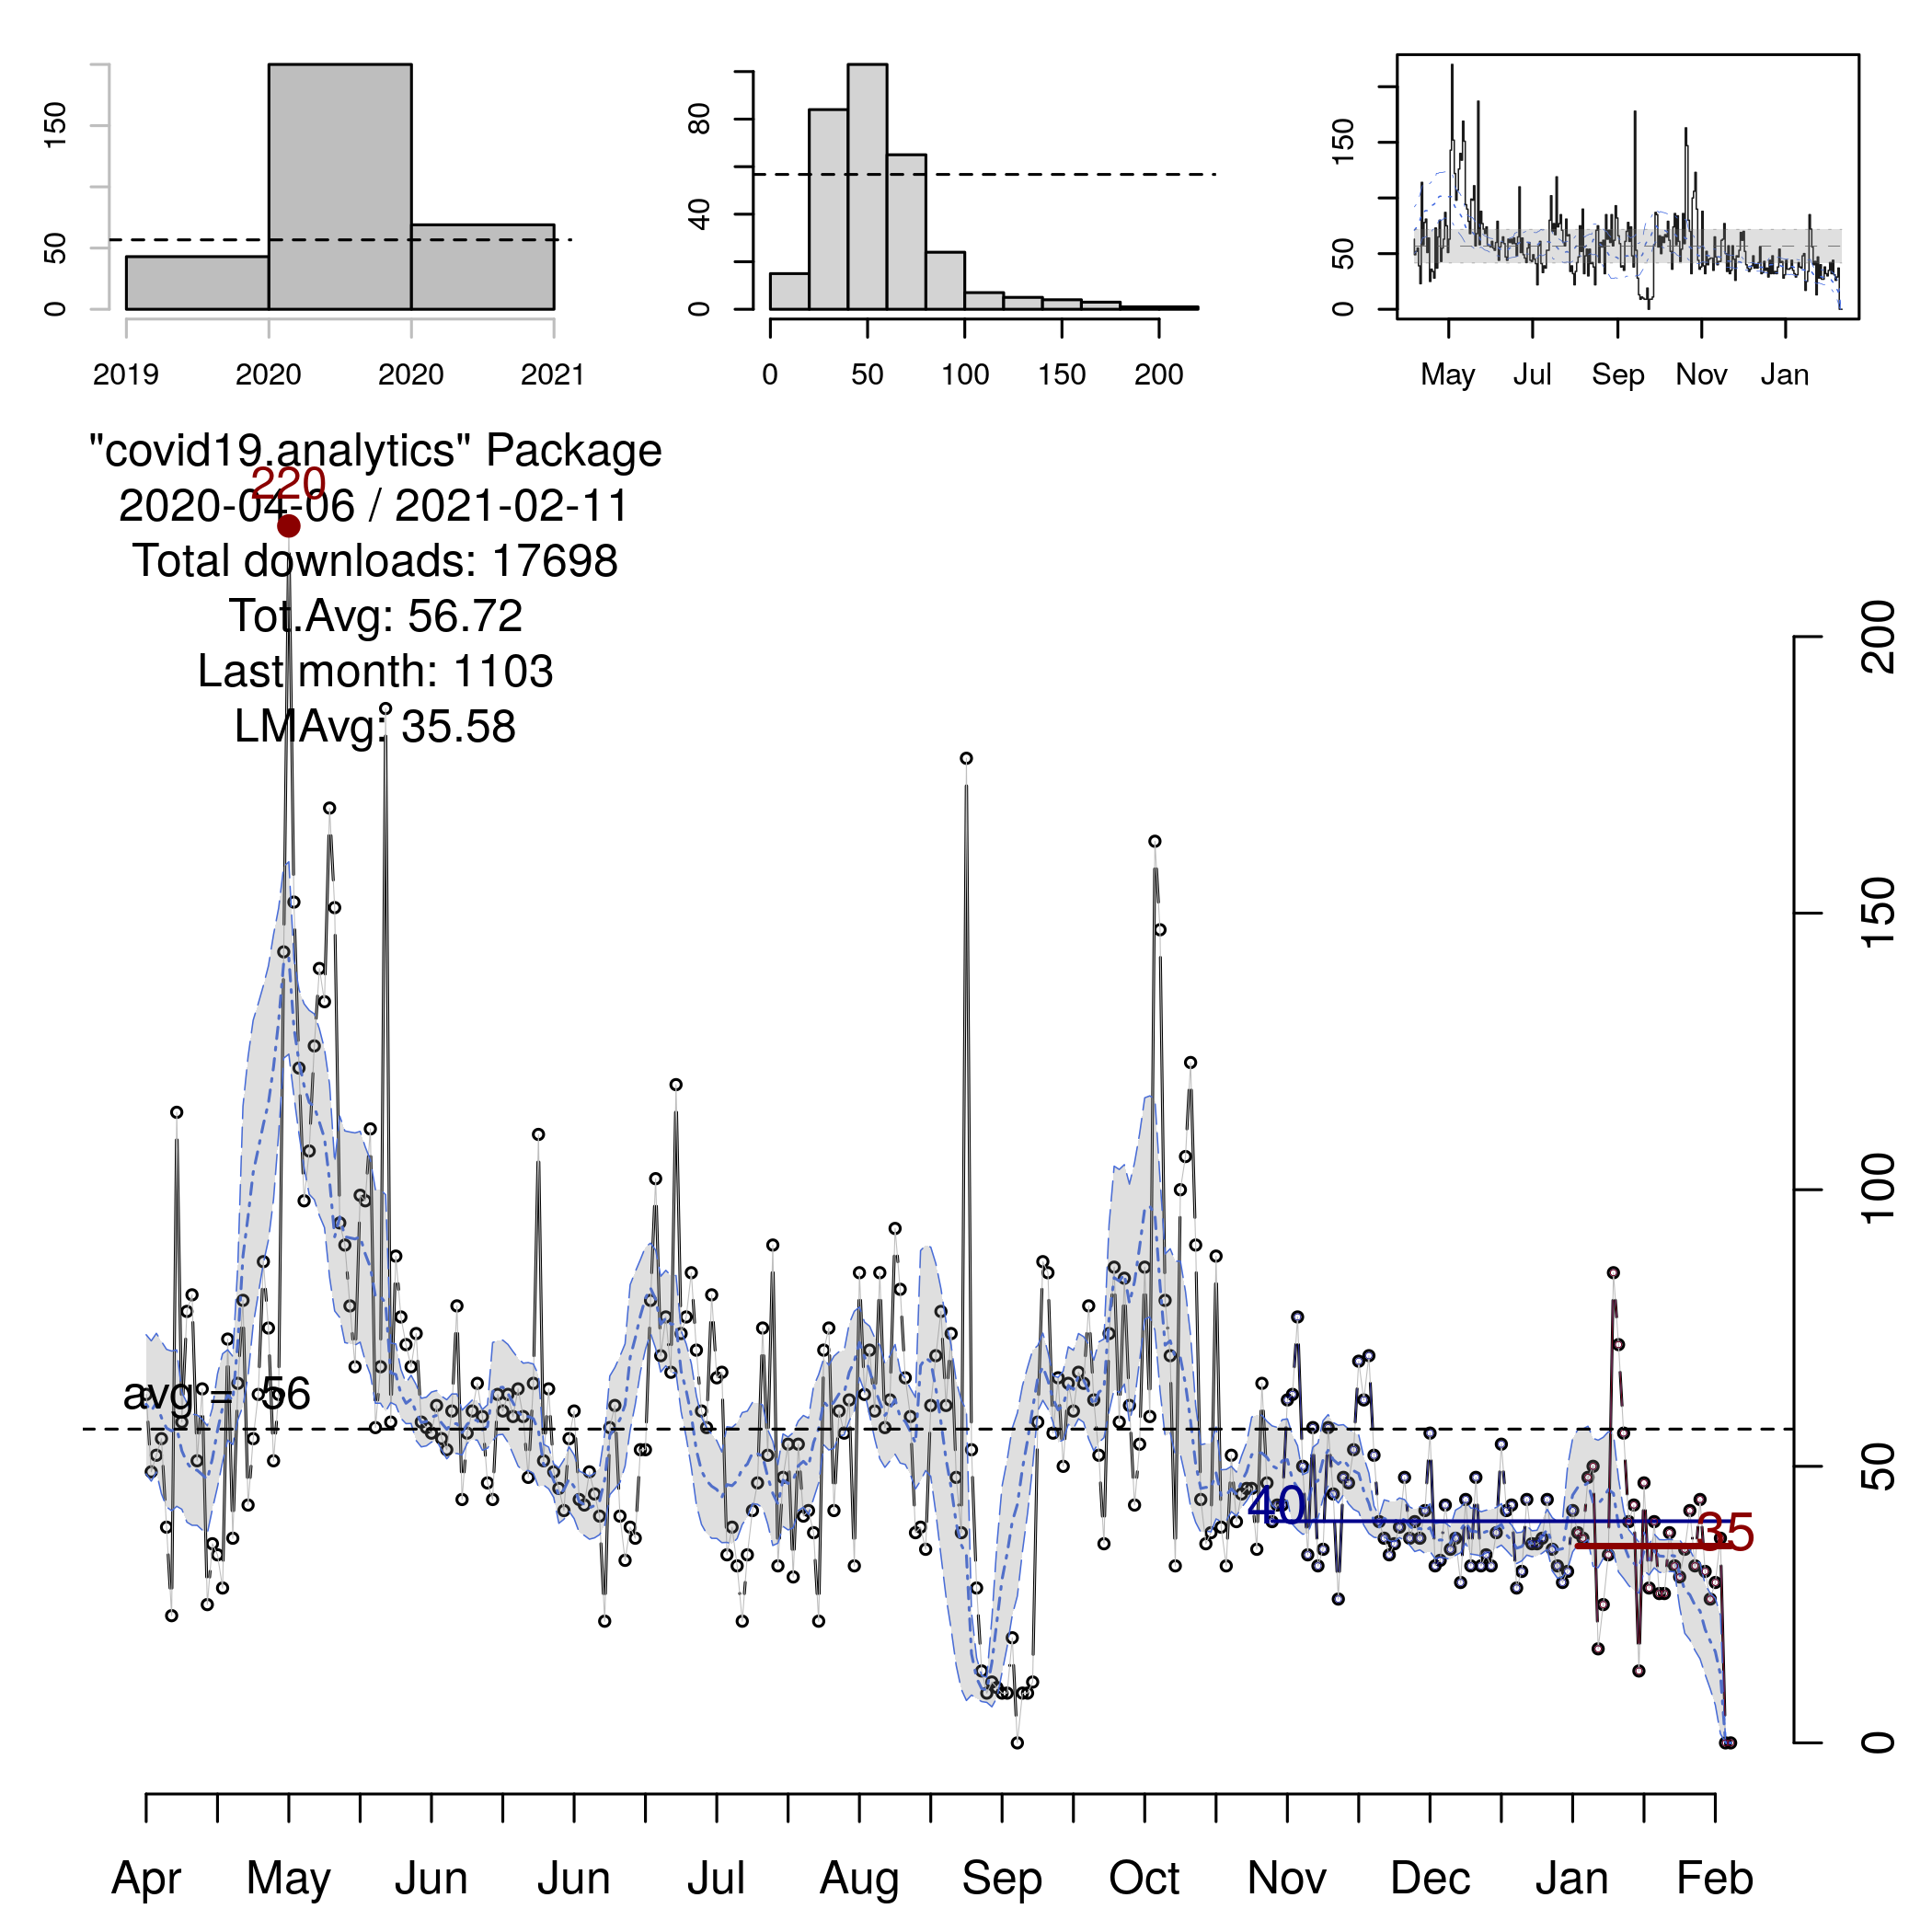 150
50
0
2019 2020 2020 2021
80
40
0
0 50 100 150 200
150
50
0
May Jul Sep Nov Jan
"covid19.analytics" Package
220
2020-04-06 / 2021-02-11
Total downloads: 17698
Tot.Avg: 56.72
Last month: 1103
LMAvg: 35.58
avg = 56
40
35
200
150
100
50
0
Apr May Jun Jun Jul Aug Sep Oct Nov Dec Jan Feb